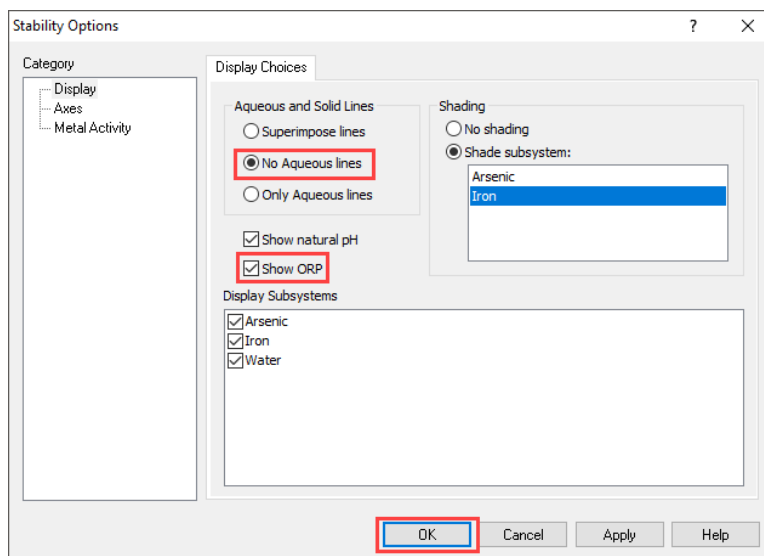 Stability Options
?
Category
Display
Axes
Metal Activity
Display Choices
Aqueous and Solid Lines
Superimpose lines
No Aqueous lines
Only Aqueous lines
Shading
No shading
Shade subsystem:
Arsenic
Iron
Show natural pH
Show ORP
Display Subsystems
Arsenic
Iron
Water
OK Cancel Apply Help